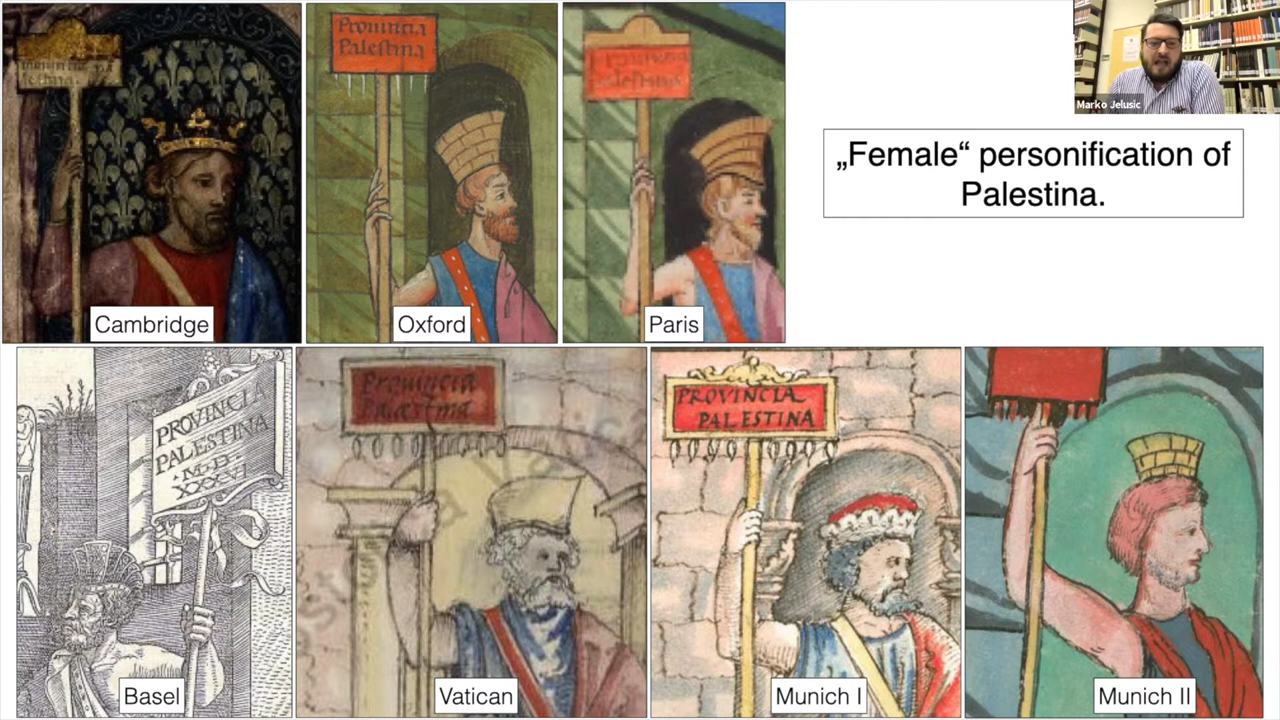 Provincia
Palestina
Marko Jelusic
„Female“ personification of
Palestina.
Cambridge
Oxford
Paris
PROVINCIA
PALESTINA
.M.D.
XXXVI
Provincia
PROVINCIA
PALESTINA
Basel
Vatican
Munich I
Munich II